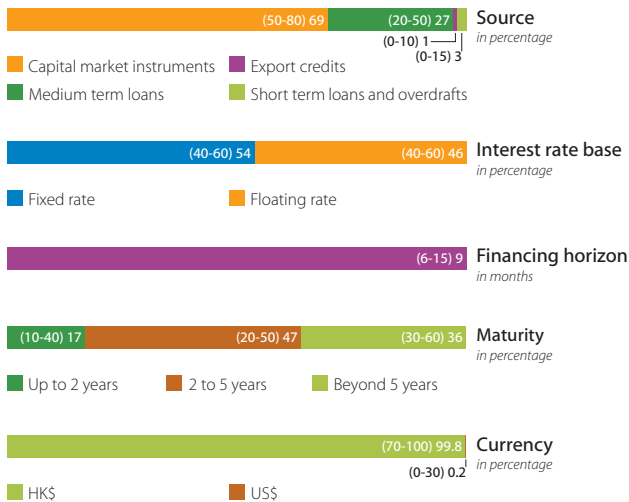 (50-80) 69 (20-50) 27 Source
(0-10) 1 in percentage
(0-15) 3
Capital market instruments Export credits
Medium term loans Short term loans and overdrafts
(40-60) 54 (40-60) 46 Interest rate base
in percentage
Fixed rate Floating rate
(6-15) 9 Financing horizon
in months
(10-40) 17 (20-50) 47 (30-60) 36 Maturity
in percentage
Up to 2 years 2 to 5 years Beyond 5 years
(70-100) 99.8 Currency
(0-30) 0.2 in percentage
HK$ US$